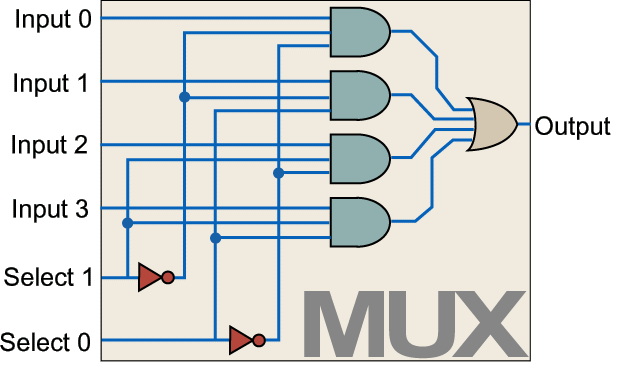 Input 0
Input 1
Input 2
Input 3
Select 1
Select 0
Output
MUX